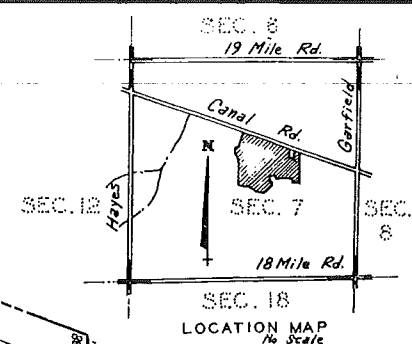 SEC. 6
19 Mile Rd.
Canal Rd.
Garfield
N
Hayes
SEC. 12
SEC. 7
SEC. 8
18 Mile Rd.
SEC. 18
LOCATION MAP
No Scale